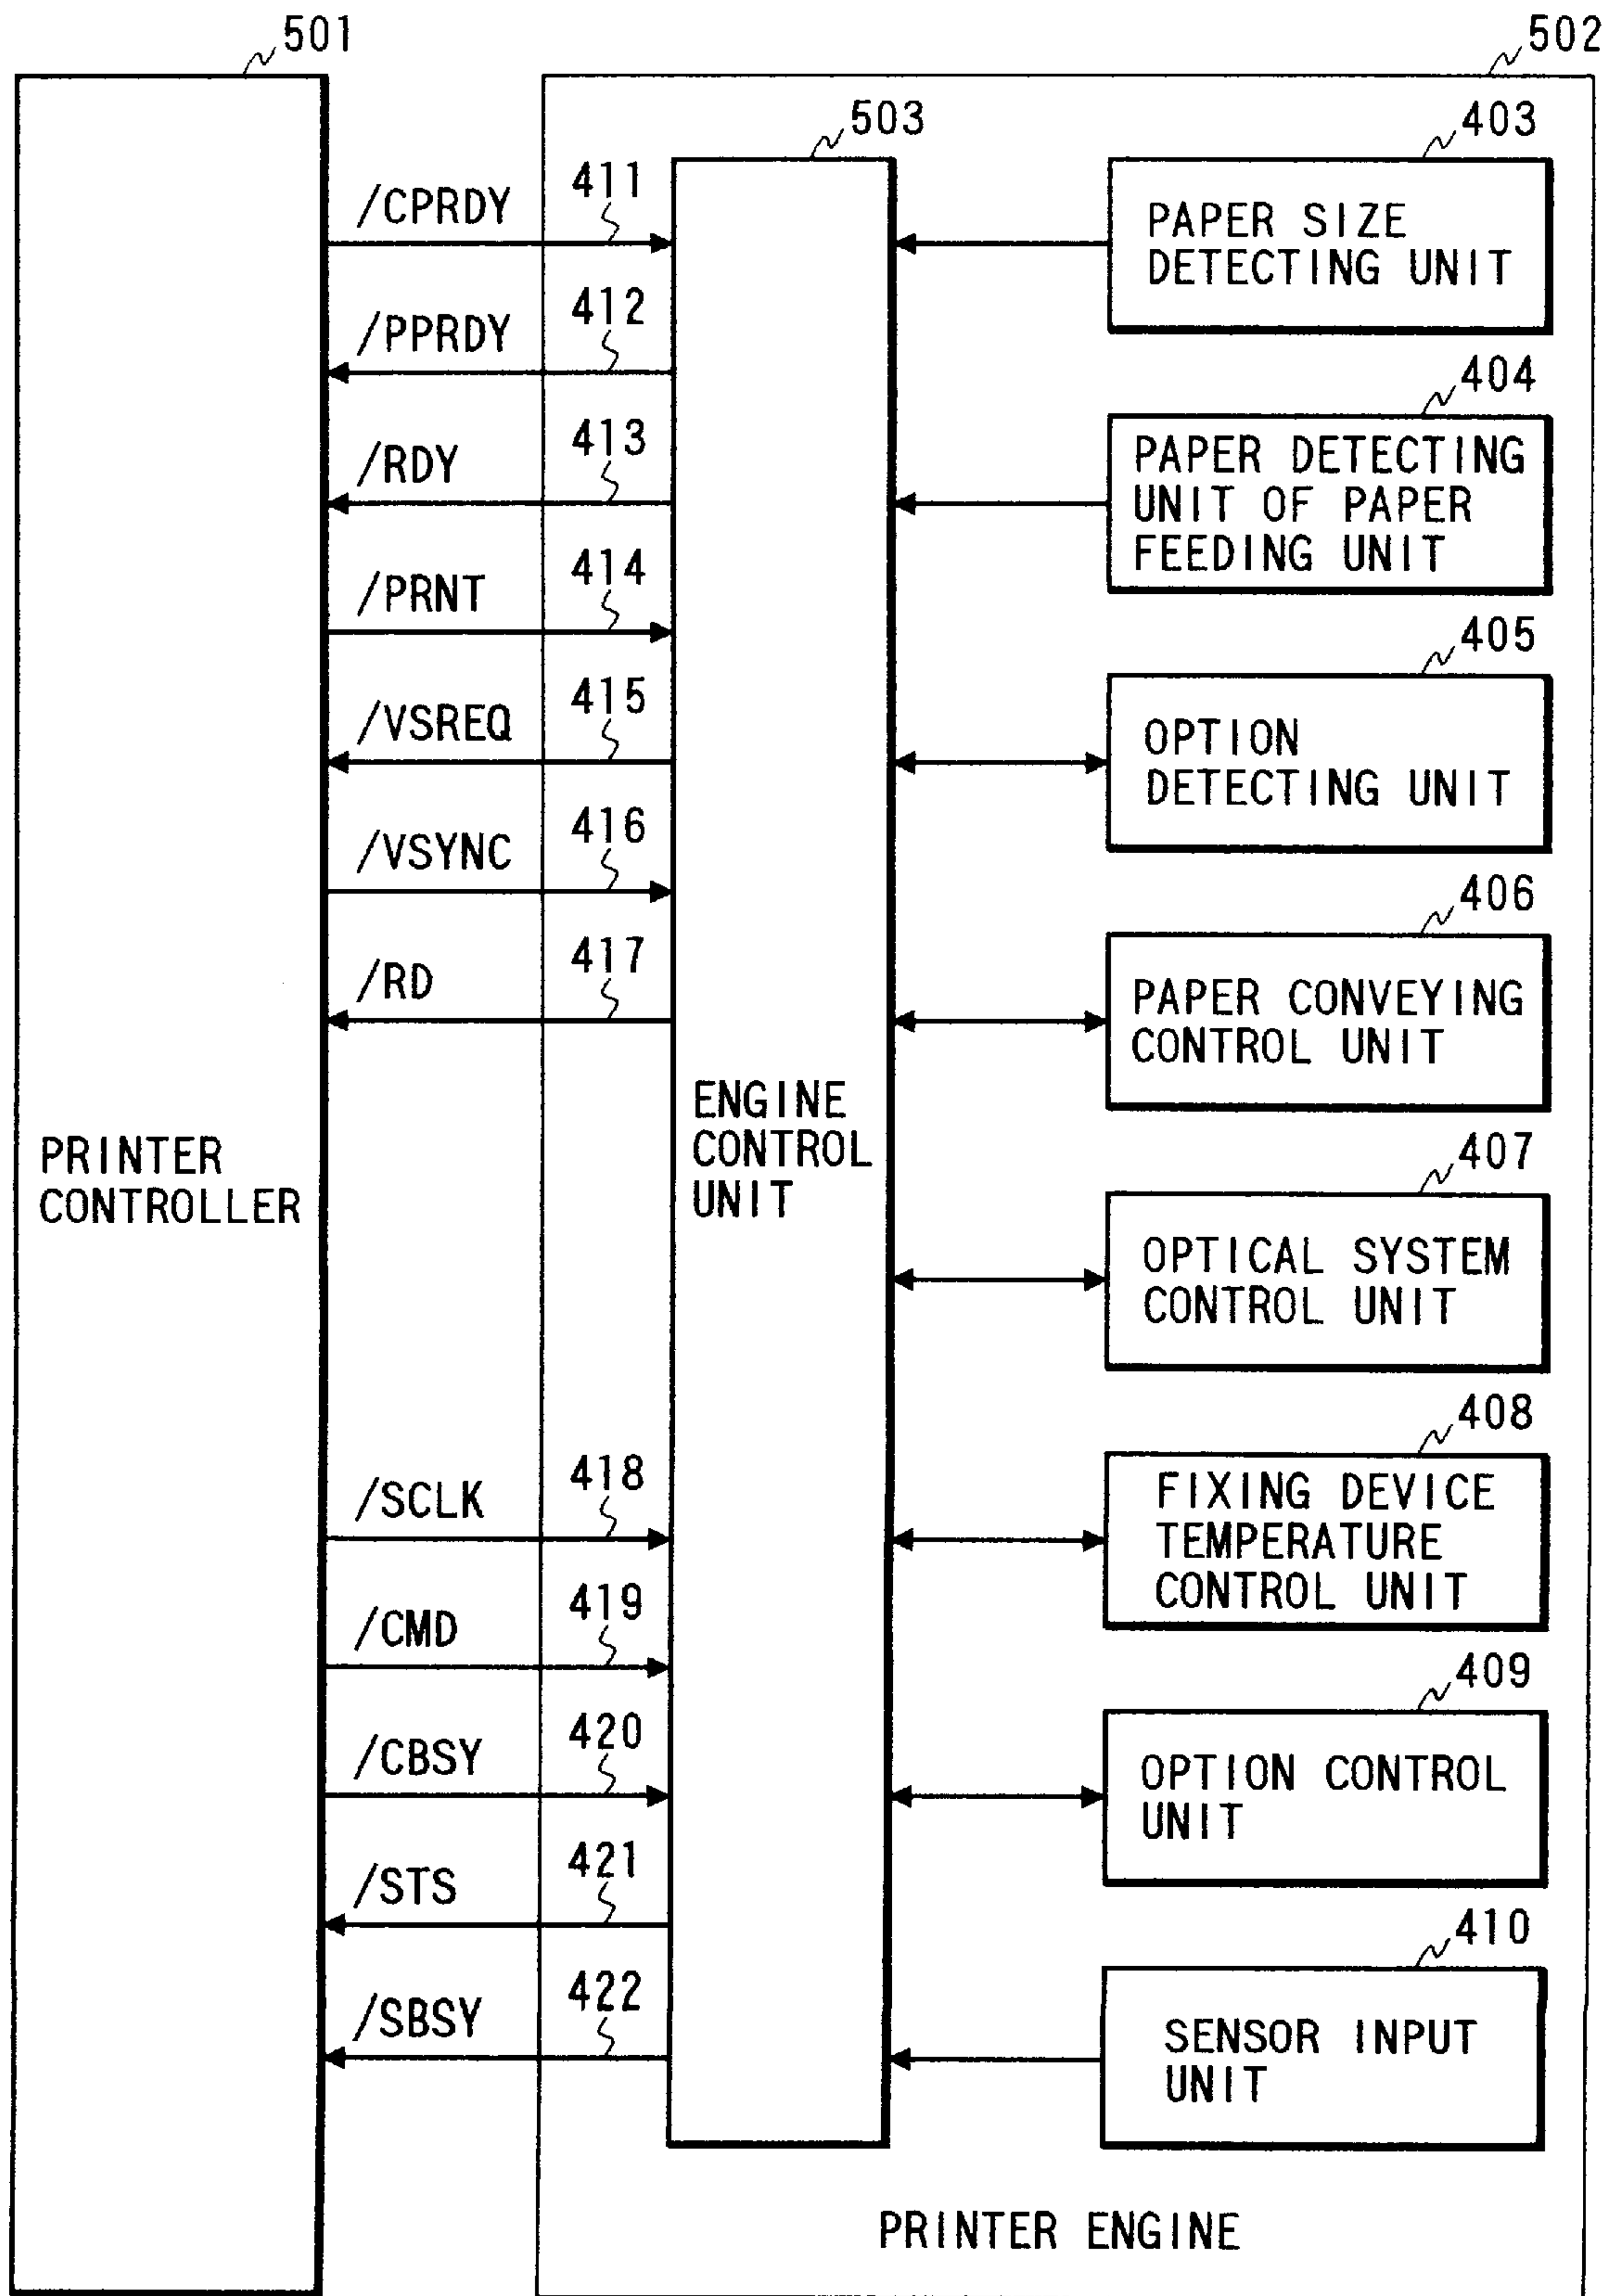 501
502
503
403
/CPRDY
411
PAPER SIZE
DETECTING UNIT
/PPRDY
412
404
/RDY
413
PAPER DETECTING
UNIT OF PAPER
FEEDING UNIT
/PRNT
414
405
/VSREQ
415
OPTION
DETECTING UNIT
/VSYNC
416
406
/RD
417
PAPER CONVEYING
CONTROL UNIT
PRINTER
CONTROLLER
ENGINE
CONTROL
UNIT
407
OPTICAL SYSTEM
CONTROL UNIT
408
/SCLK
418
FIXING DEVICE
TEMPERATURE
CONTROL UNIT
/CMD
419
409
/CBSY
420
OPTION CONTROL
UNIT
/STS
421
410
/SBSY
422
SENSOR INPUT
UNIT
PRINTER ENGINE